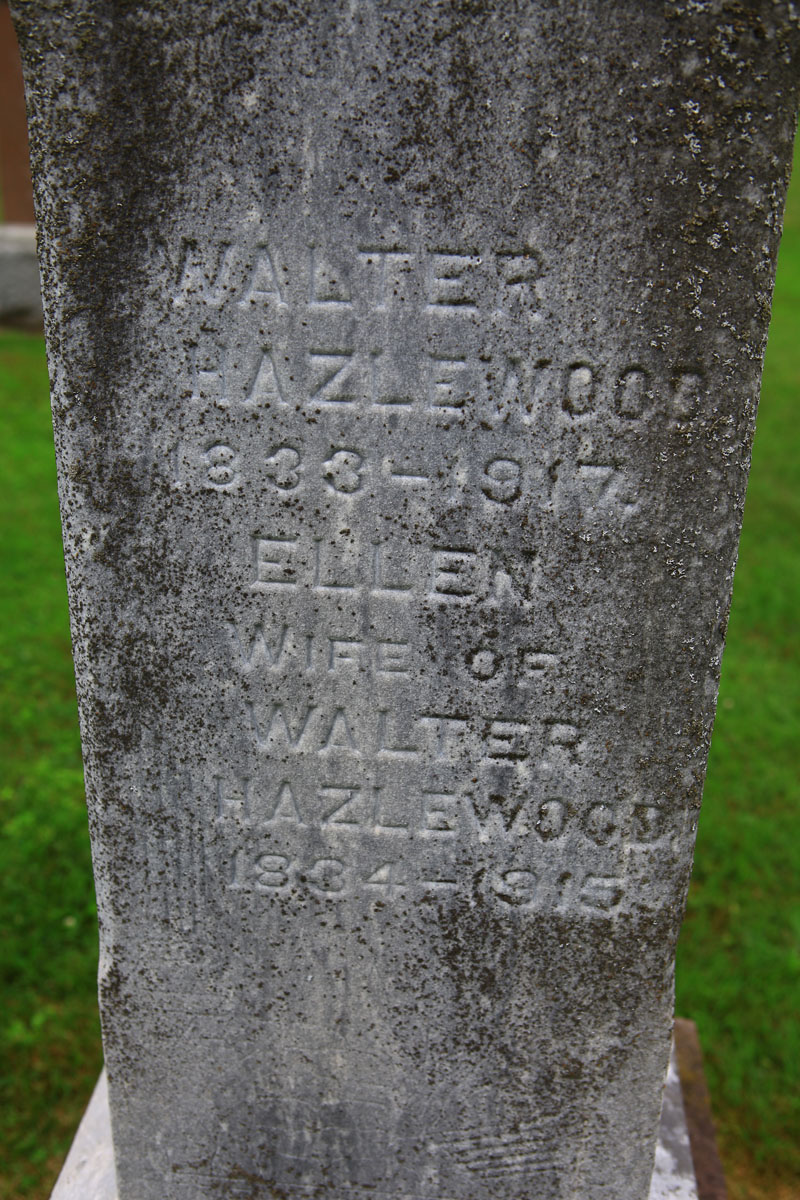 WALTER
HAZLEWOOD
1833-1917.
ELLEN
WIFE OF
WALTER
HAZLEWOOD
1834-1915.